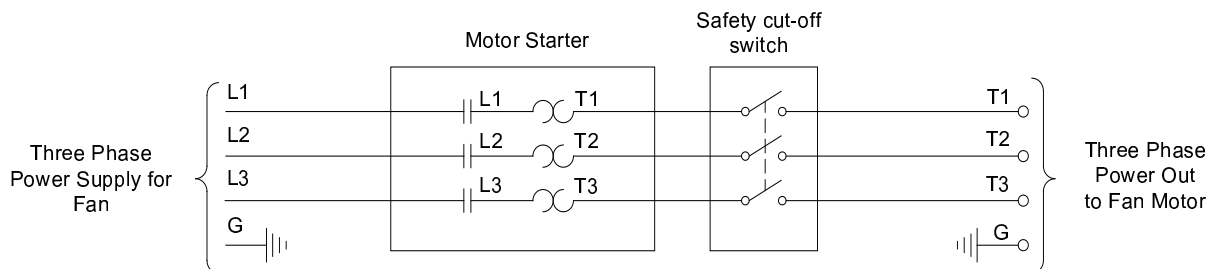 Safety cut-off
switch
Motor Starter
Three Phase
Power Supply for
Fan
L1
L2
L3
G
L1 T1
L2 T2
L3 T3
T1
T2
T3
G
Three Phase
Power Out
to Fan Motor